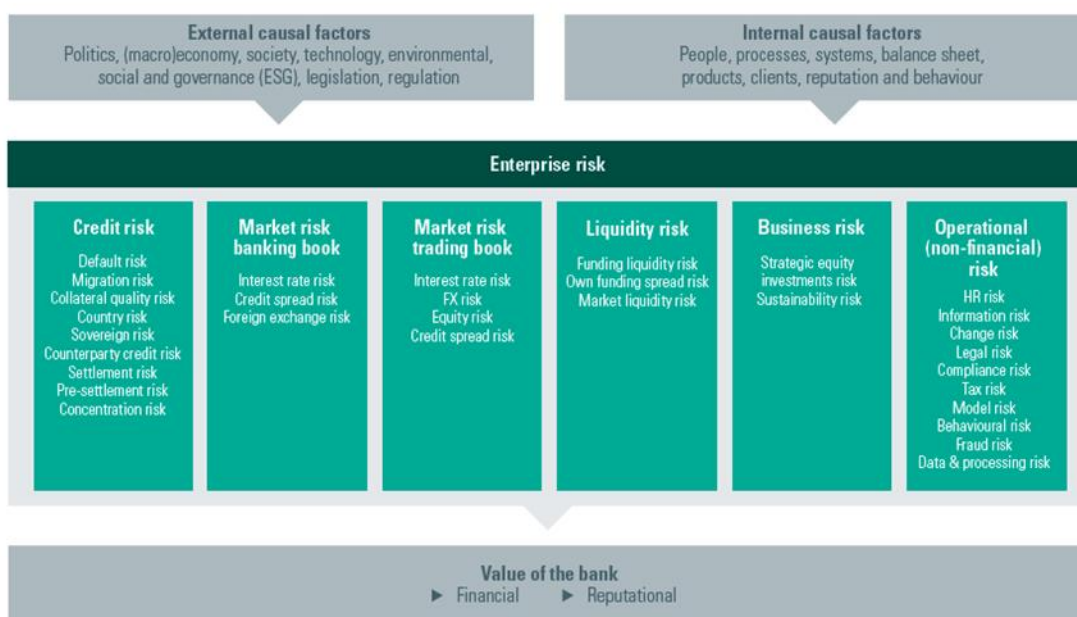 External causal factors
Politics, (macro)economy, society, technology, environmental,
social and governance (ESG), legislation, regulation
Internal causal factors
People, processes, systems, balance sheet,
products, clients, reputation and behaviour
Enterprise risk
Credit risk
Default risk
Migration risk
Collateral quality risk
Country risk
Sovereign risk
Counterparty credit risk
Settlement risk
Pre-settlement risk
Concentration risk
Market risk
banking book
Interest rate risk
Credit spread risk
Foreign exchange risk
Market risk
trading book
Interest rate risk
FX risk
Equity risk
Credit spread risk
Liquidity risk
Funding liquidity risk
Own funding spread risk
Market liquidity risk
Business risk
Strategic equity
investments risk
Sustainability risk
Operational
(non-financial)
risk
HR risk
Information risk
Change risk
Legal risk
Compliance risk
Tax risk
Model risk
Behavioural risk
Fraud risk
Data & processing risk
Value of the bank
► Financial ► Reputational